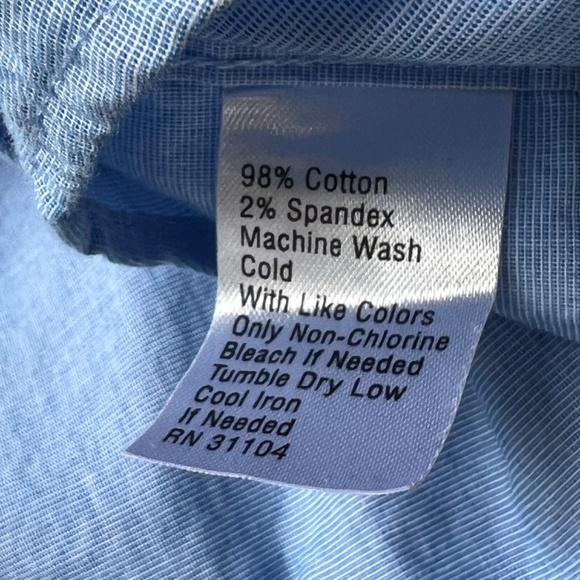 98% Cotton
2% Spandex
Machine Wash
Cold
With Like Colors
Only Non-Chlorine
Bleach If Needed
Tumble Dry Low
Cool Iron
If Needed
RN 31104